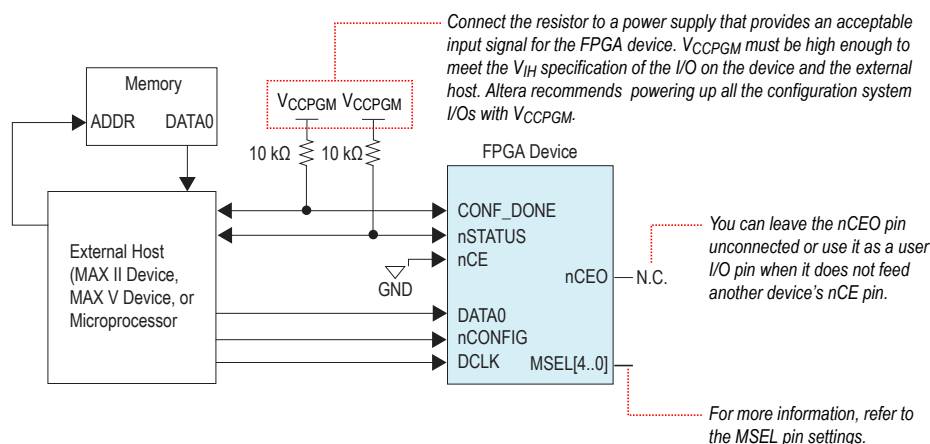 Connect the resistor to a power supply that provides an acceptable
input signal for the FPGA device. VCCPGM must be high enough to
meet the VIH specification of the I/O on the device and the external
host. Altera recommends powering up all the configuration system
I/Os with VCCPGM.
Memory
ADDR DATA0
VCCPGM VCCPGM
10 kΩ 10 kΩ
FPGA Device
External Host
(MAX II Device,
MAX V Device, or
Microprocessor
GND
CONF_DONE
nSTATUS
nCE
nCEO
N.C.
DATA0
nCONFIG
DCLK
MSEL[4..0]
You can leave the nCEO pin
unconnected or use it as a user
I/O pin when it does not feed
another device's nCE pin.
For more information, refer to
the MSEL pin settings.